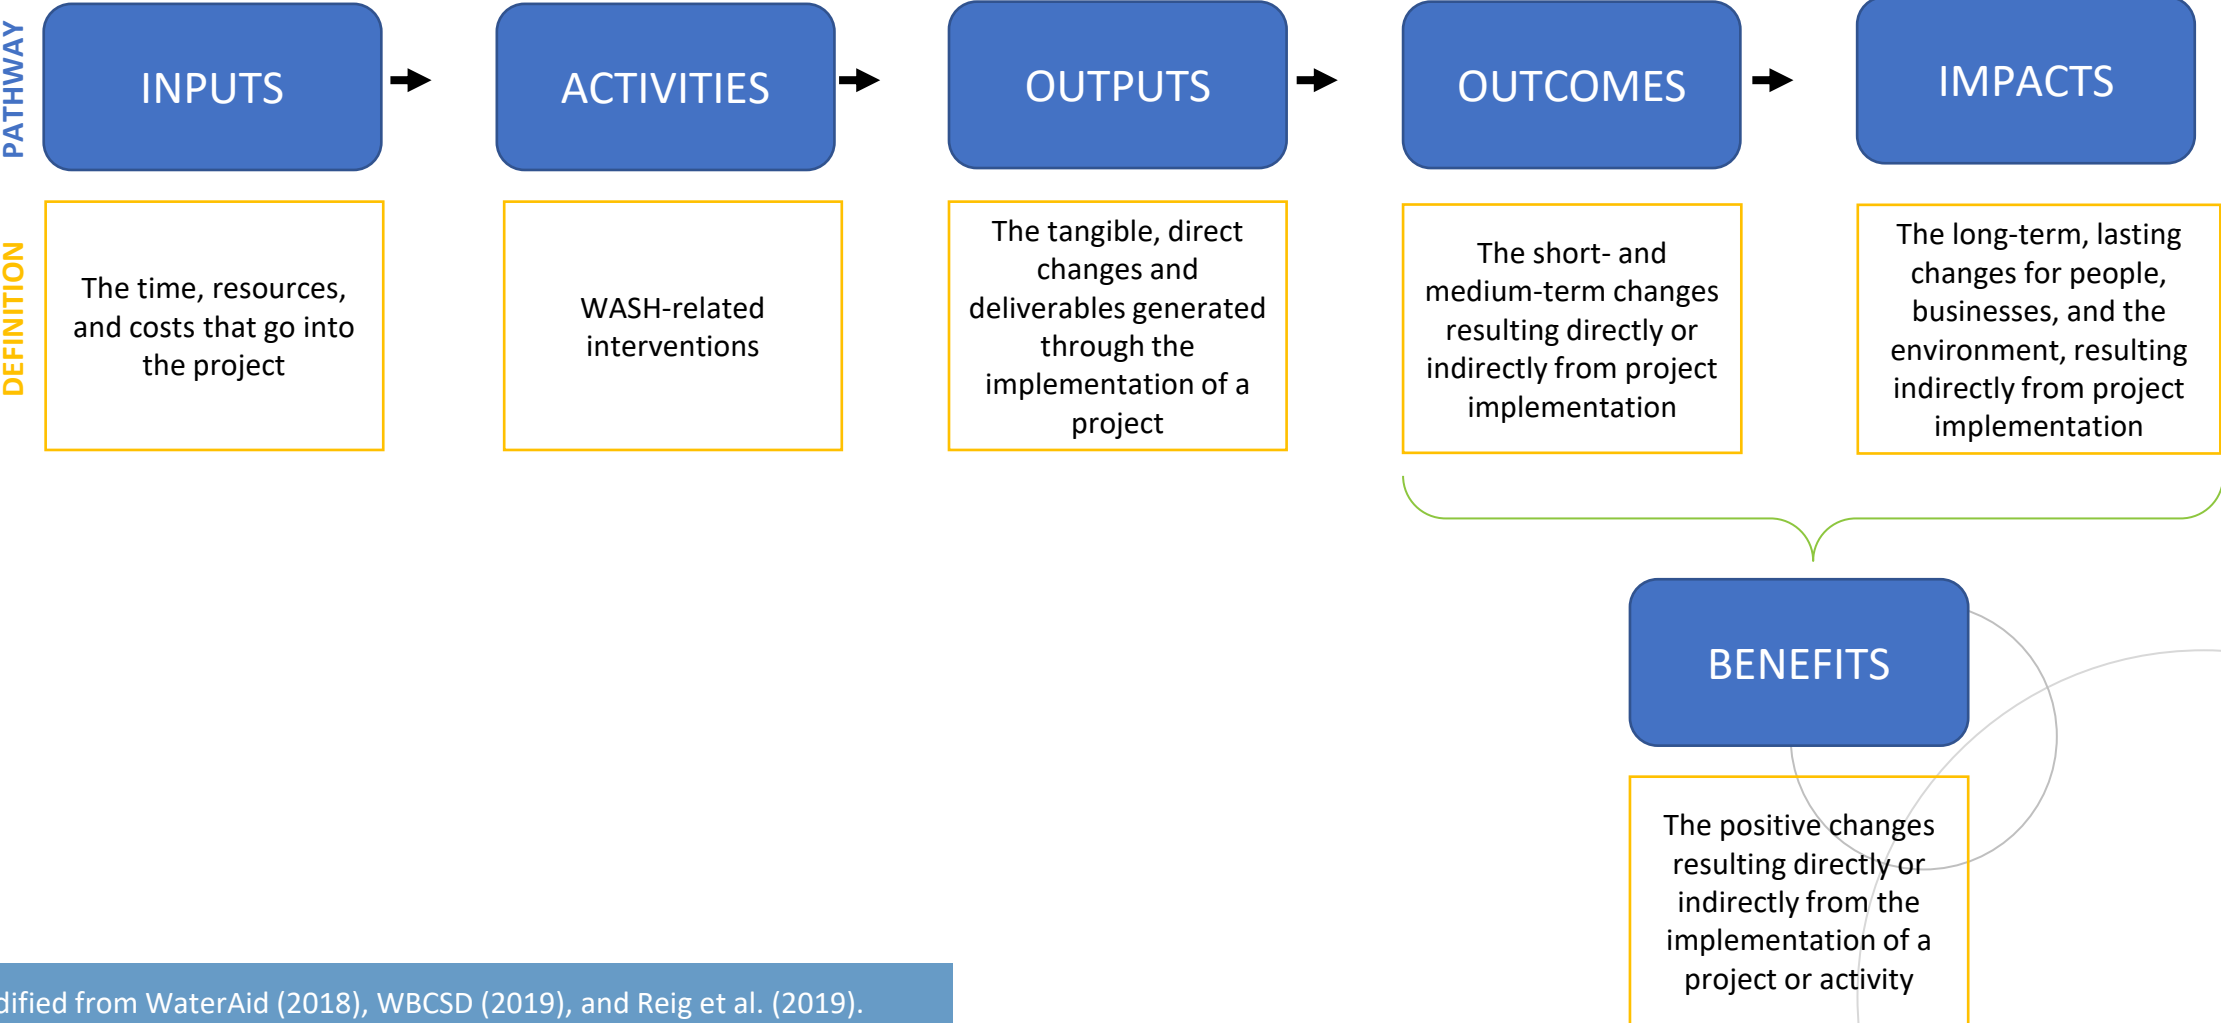 PATHWAY
INPUTS
ACTIVITIES
OUTPUTS
OUTCOMES
IMPACTS
DEFINITION
The time, resources,
and costs that go into
the project
WASH-related
interventions
The tangible, direct
changes and
deliverables generated
through the
implementation of a
project
The short- and
medium-term changes
resulting directly or
indirectly from project
implementation
The long-term, lasting
changes for people,
businesses, and the
environment, resulting
indirectly from project
implementation
BENEFITS
The positive changes
resulting directly or
indirectly from the
implementation of a
project or activity
from WaterAid (2018), WBCSD (2019), and Reig et al. (2019).